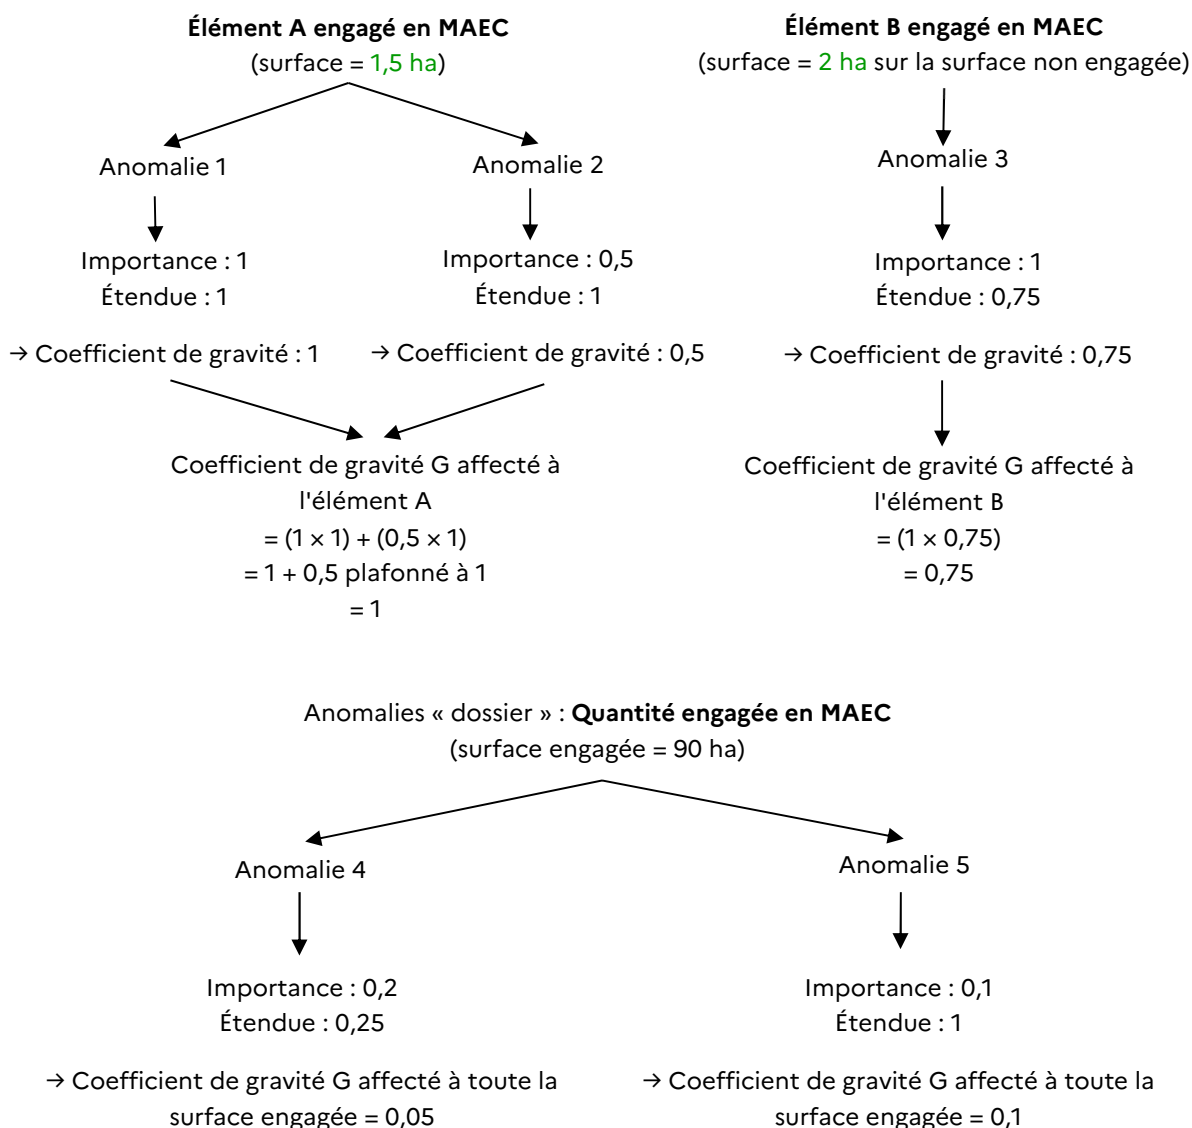 Élément A engagé en MAEC
(surface = 1,5 ha)
Anomalie 1
Anomalie 2
Importance : 1
Étendue : 1
Importance : 0,5
Étendue : 1
→ Coefficient de gravité : 1
→ Coefficient de gravité : 0,5
Coefficient de gravité G affecté à
l'élément A
= (1 × 1) + (0,5 × 1)
= 1 + 0,5 plafonné à 1
= 1
Élément B engagé en MAEC
(surface = 2 ha sur la surface non engagée)
Anomalie 3
Importance : 1
Étendue : 0,75
→ Coefficient de gravité : 0,75
Coefficient de gravité G affecté à
l'élément B
= (1 × 0,75)
= 0,75
Anomalies « dossier » : Quantité engagée en MAEC
(surface engagée = 90 ha)
Anomalie 4
Importance : 0,2
Étendue : 0,25
→ Coefficient de gravité G affecté à toute la
surface engagée = 0,05
Anomalie 5
Importance : 0,1
Étendue : 1
→ Coefficient de gravité G affecté à toute la
surface engagée = 0,1